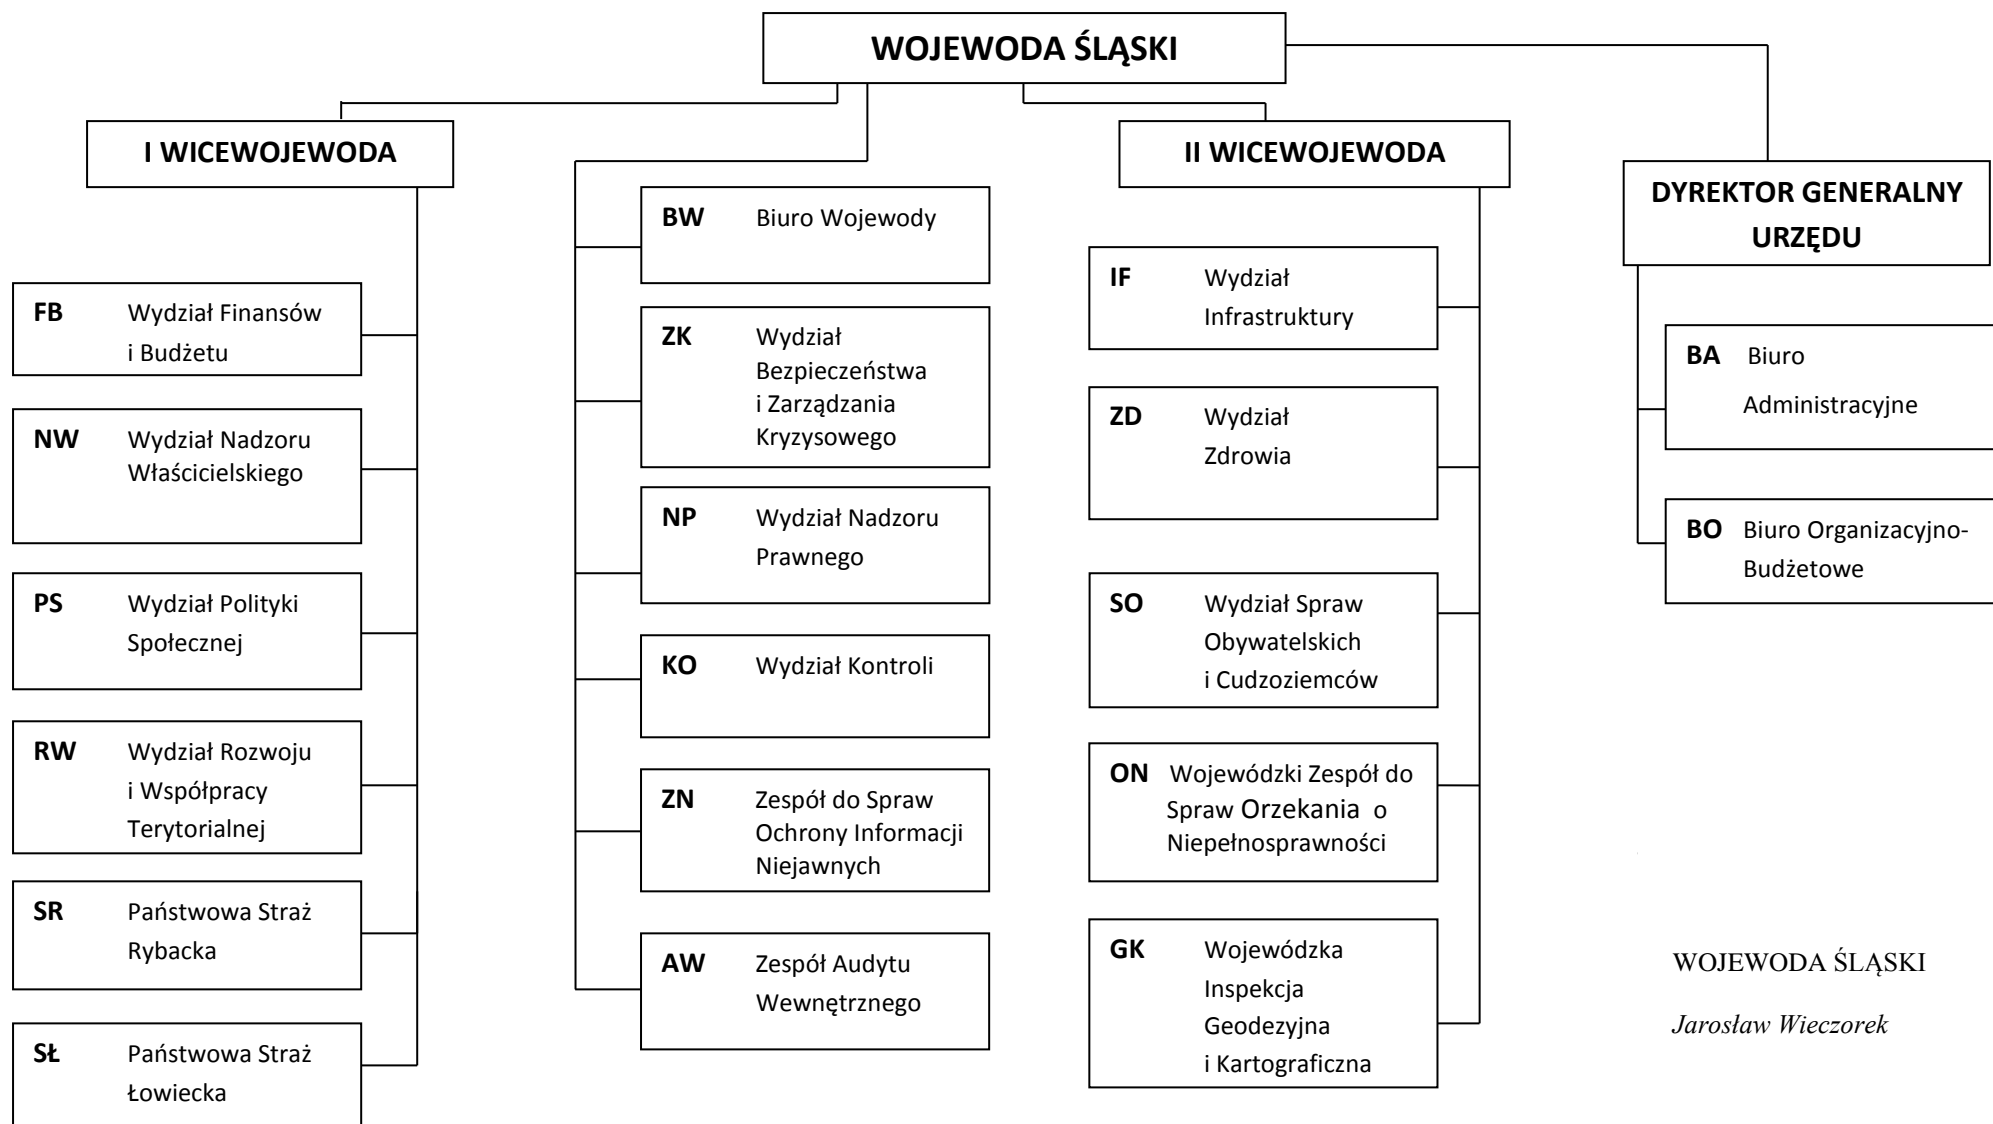 WOJEWODA ŚLĄSKI
I WICEWOJEWODA
FB Wydział Finansów
i Budżetu
NW Wydział Nadzoru
Właścicielskiego
PS Wydział Polityki
Społecznej
RW Wydział Rozwoju
i Współpracy
Terytorialnej
SR Państwowa Straż
Rybacka
SŁ Państwowa Straż
Łowiecka
BW Biuro Wojewody
ZK Wydział
Bezpieczeństwa
i Zarządzania
Kryzysowego
NP Wydział Nadzoru
Prawnego
KO Wydział Kontroli
ZN Zespół do Spraw
Ochrony Informacji
Niejawnych
AW Zespół Audytu
Wewnętrznego
II WICEWOJEWODA
IF Wydział
Infrastruktury
ZD Wydział
Zdrowia
SO Wydział Spraw
Obywatelskich
i Cudzoziemców
ON Wojewódzki Zespół do
Spraw Orzekania o
Niepełnosprawności
GK Wojewódzka
Inspekcja
Geodezyjna
i Kartograficzna
DYREKTOR GENERALNY
URZĘDU
BA Biuro
Administracyjne
BO Biuro Organizacyjno-
Budżetowe
WOJEWODA ŚLĄSKI
Jarosław Wieczorek